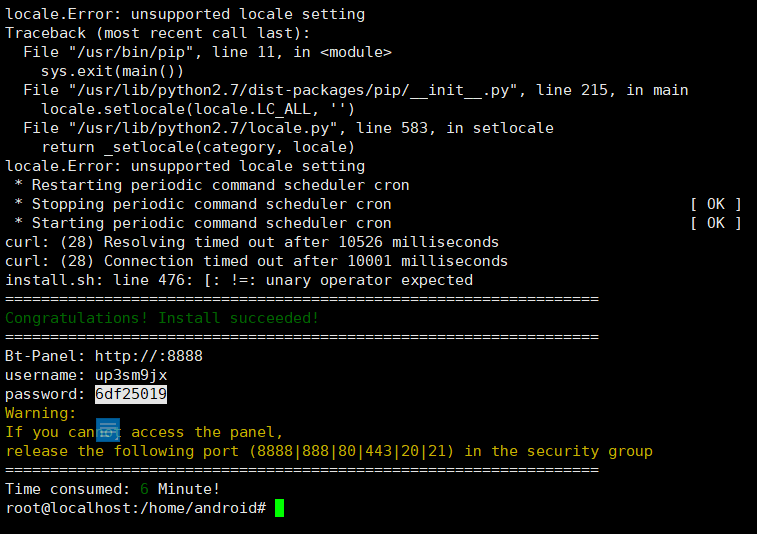 locale.Error: unsupported locale setting
Traceback (most recent call last):
  File "/usr/bin/pip", line 11, in <module>
    sys.exit(main())
  File "/usr/lib/python2.7/dist-packages/pip/__init__.py", line 215, in main
    locale.setlocale(locale.LC_ALL, '')
  File "/usr/lib/python2.7/locale.py", line 583, in setlocale
    return _setlocale(category, locale)
locale.Error: unsupported locale setting
 * Restarting periodic command scheduler cron
 * Stopping periodic command scheduler cron [ OK ]
 * Starting periodic command scheduler cron [ OK ]
curl: (28) Resolving timed out after 10526 milliseconds
curl: (28) Connection timed out after 10001 milliseconds
install.sh: line 476: [: !=: unary operator expected
==================================================================
Congratulations! Install succeeded!
==================================================================
Bt-Panel: http://:8888
username: up3sm9jx
password: 6df25019
Warning:
If you can access the panel,
release the following port (8888|888|80|443|20|21) in the security group
==================================================================
Time consumed: 6 Minute!
root@localhost:/home/android#